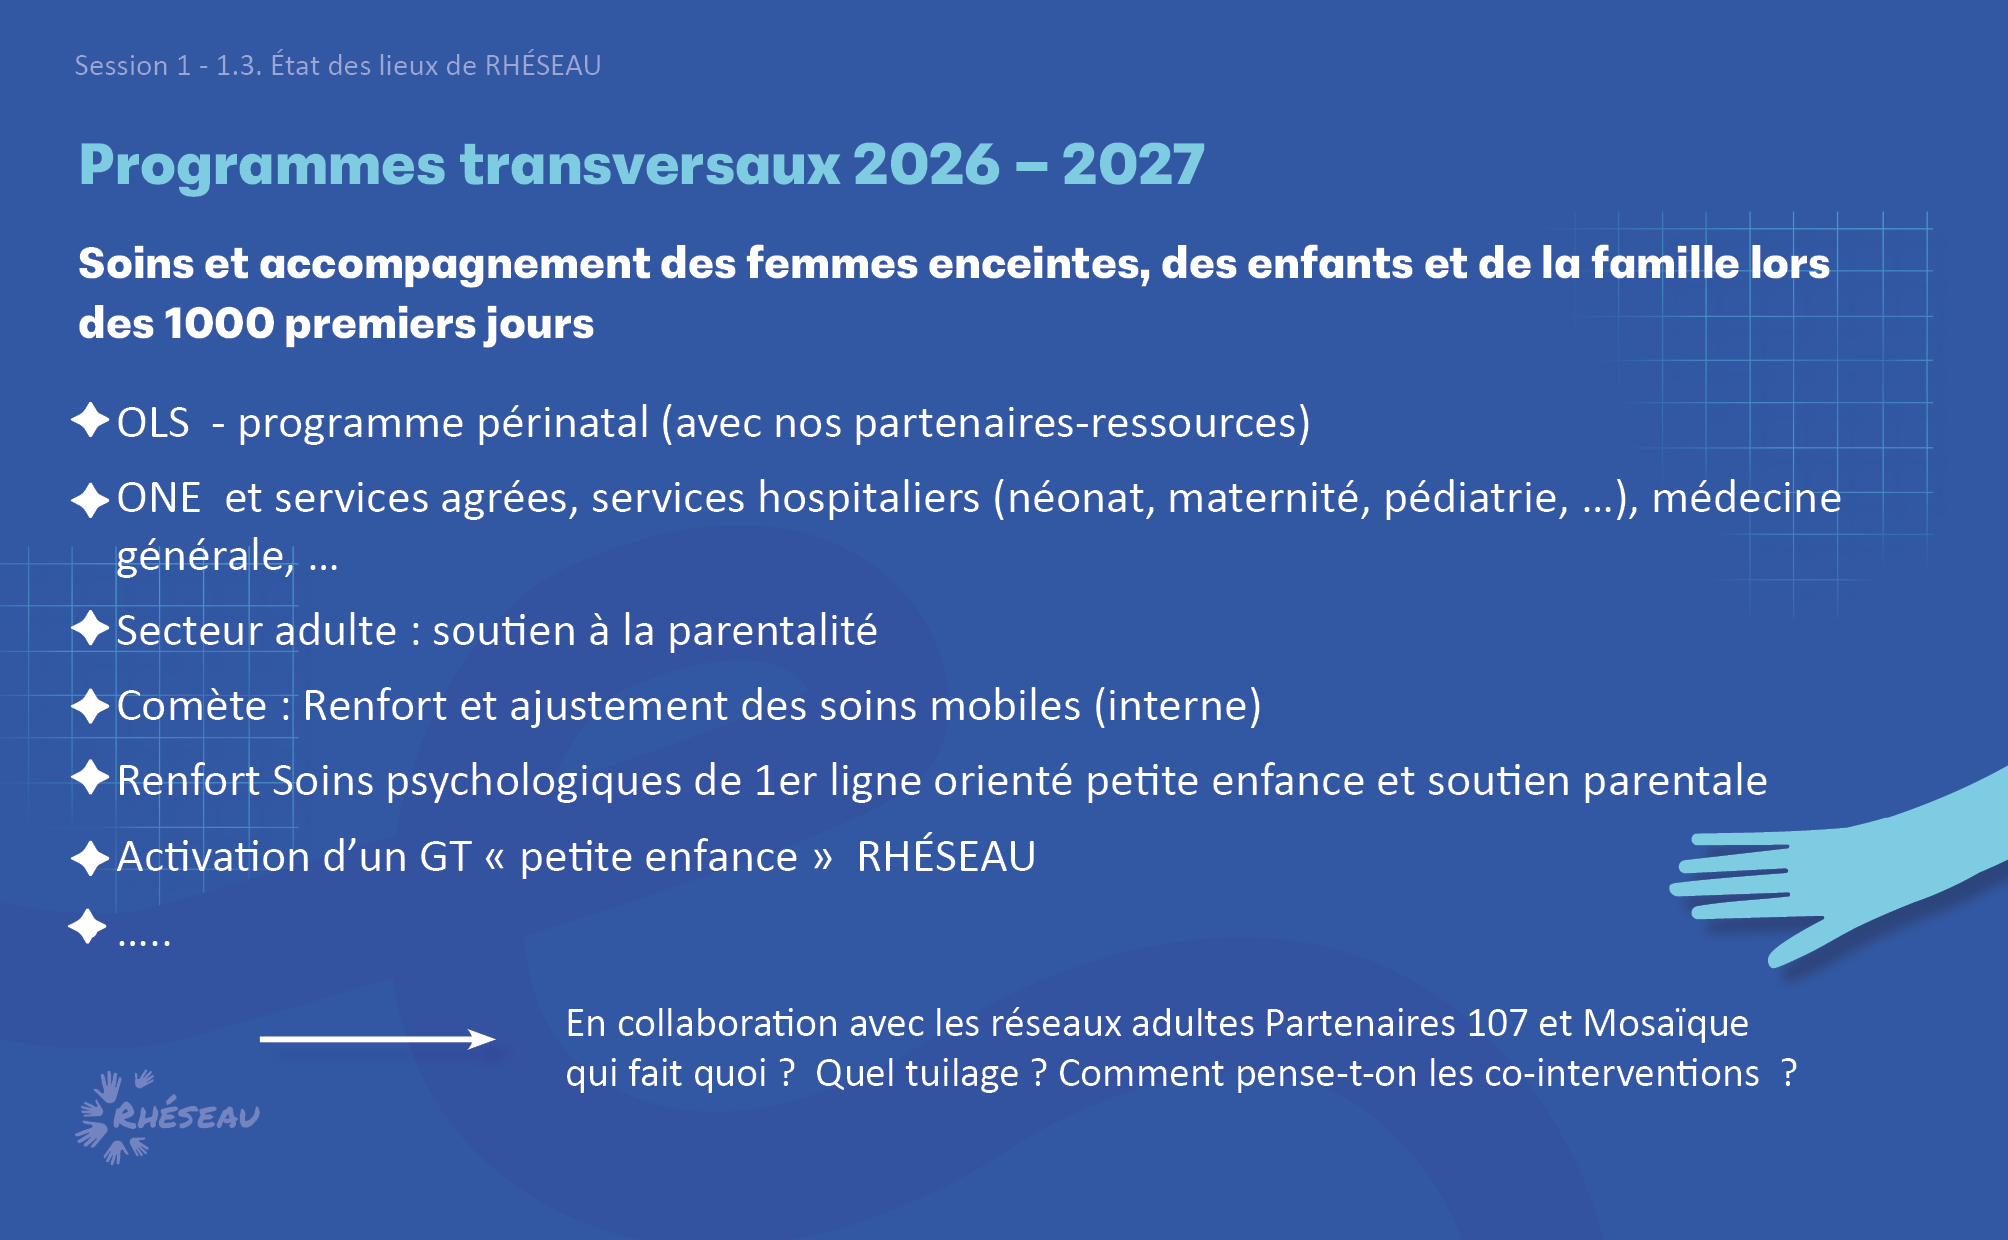 Session 1 - 1.3. État des lieux de RHÉSEAU
Programmes transversaux 2026 – 2027
Soins et accompagnement des femmes enceintes, des enfants et de la famille lors
des 1000 premiers jours
OLS  - programme périnatal (avec nos partenaires-ressources)
ONE  et services agrées, services hospitaliers (néonat, maternité, pédiatrie, ...), médecine
générale, ...
Secteur adulte : soutien à la parentalité
Comète : Renfort et ajustement des soins mobiles (interne)
Renfort Soins psychologiques de 1er ligne orienté petite enfance et soutien parentale
Activation d’un GT « petite enfance »  RHÉSEAU
.....
En collaboration avec les réseaux adultes Partenaires 107 et Mosaïque
qui fait quoi ?  Quel tuilage ? Comment pense-t-on les co-interventions  ?
RHÉSEAU